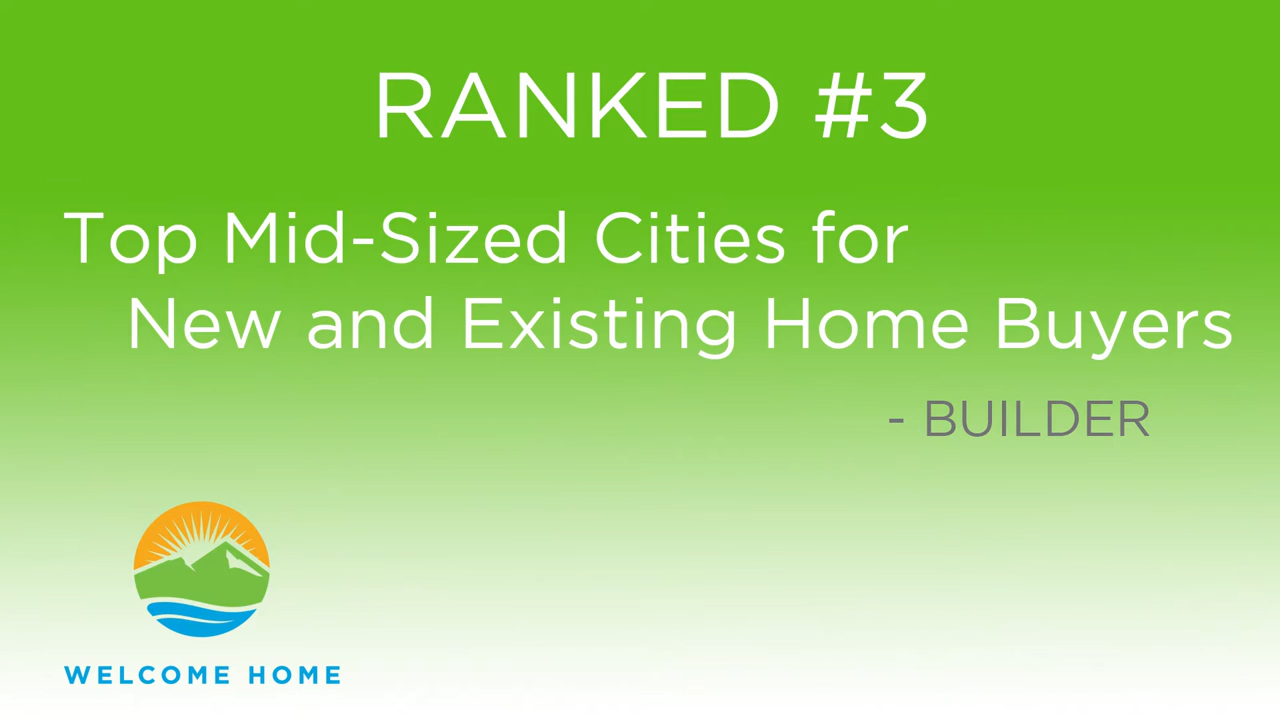 RANKED #3
Top Mid-Sized Cities for
New and Existing Home Buyers
- BUILDER
WELCOME HOME